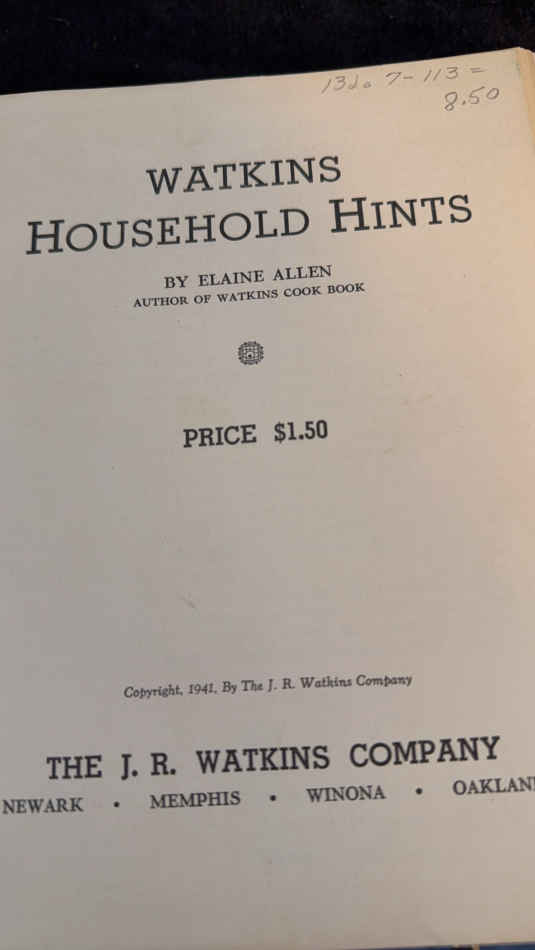 13do 7-113 =
8.50
WATKINS
HOUSEHOLD HINTS
BY ELAINE ALLEN
AUTHOR OF WATKINS COOK BOOK
PRICE $1.50
Copyright, 1941, By The J. R. Watkins Company
THE J. R. WATKINS COMPANY
NEWARK • MEMPHIS • WINONA • OAKLAN